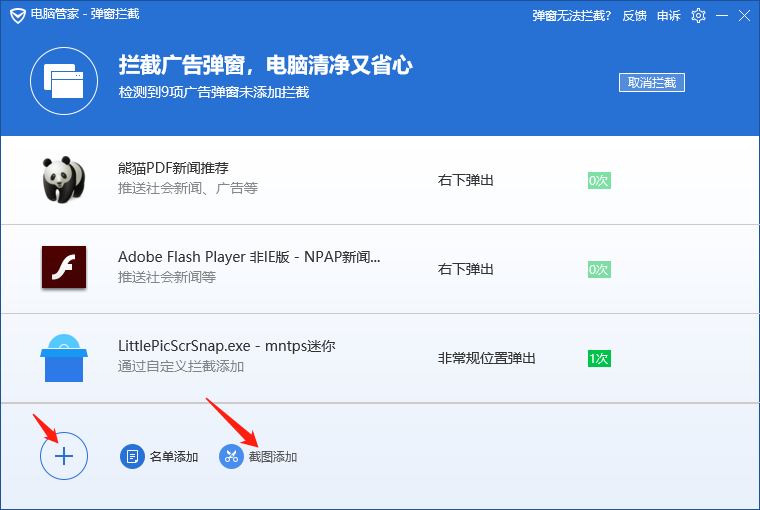 电脑管家 - 弹窗拦截
弹窗无法拦截? 反馈 申诉
拦截广告弹窗，电脑清净又省心
检测到9项广告弹窗未添加拦截
取消拦截
熊猫PDF新闻推荐
推送社会新闻、广告等
右下弹出
0次
Adobe Flash Player 非IE版 - NPAP新闻...
推送社会新闻等
右下弹出
0次
LittlePicScrSnap.exe - mntps迷你
通过自定义拦截添加
非常规位置弹出
1次
名单添加
截图添加